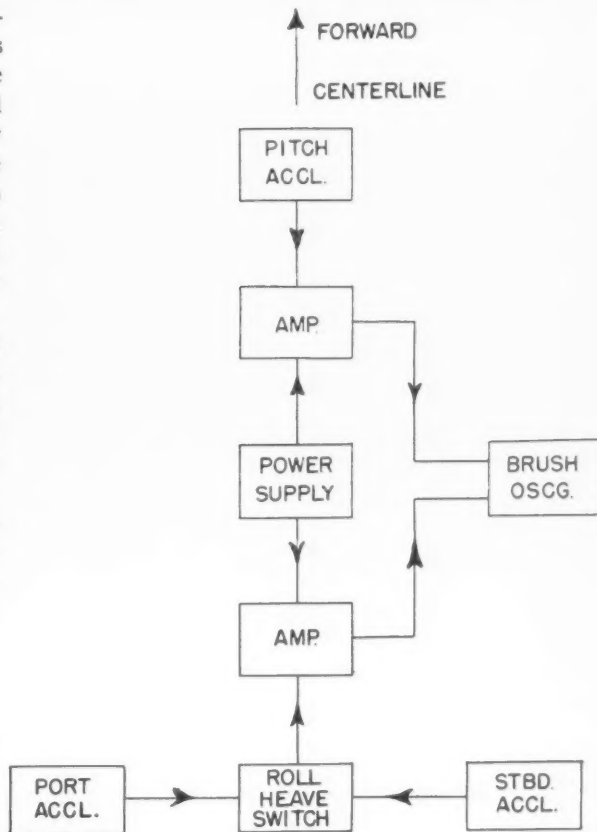 FORWARD
CENTERLINE
PITCH
ACCL.
AMP.
POWER
SUPPLY
BRUSH
OSCG.
AMP.
PORT
ACCL.
ROLL
HEAVE
SWITCH
STBD.
ACCL.